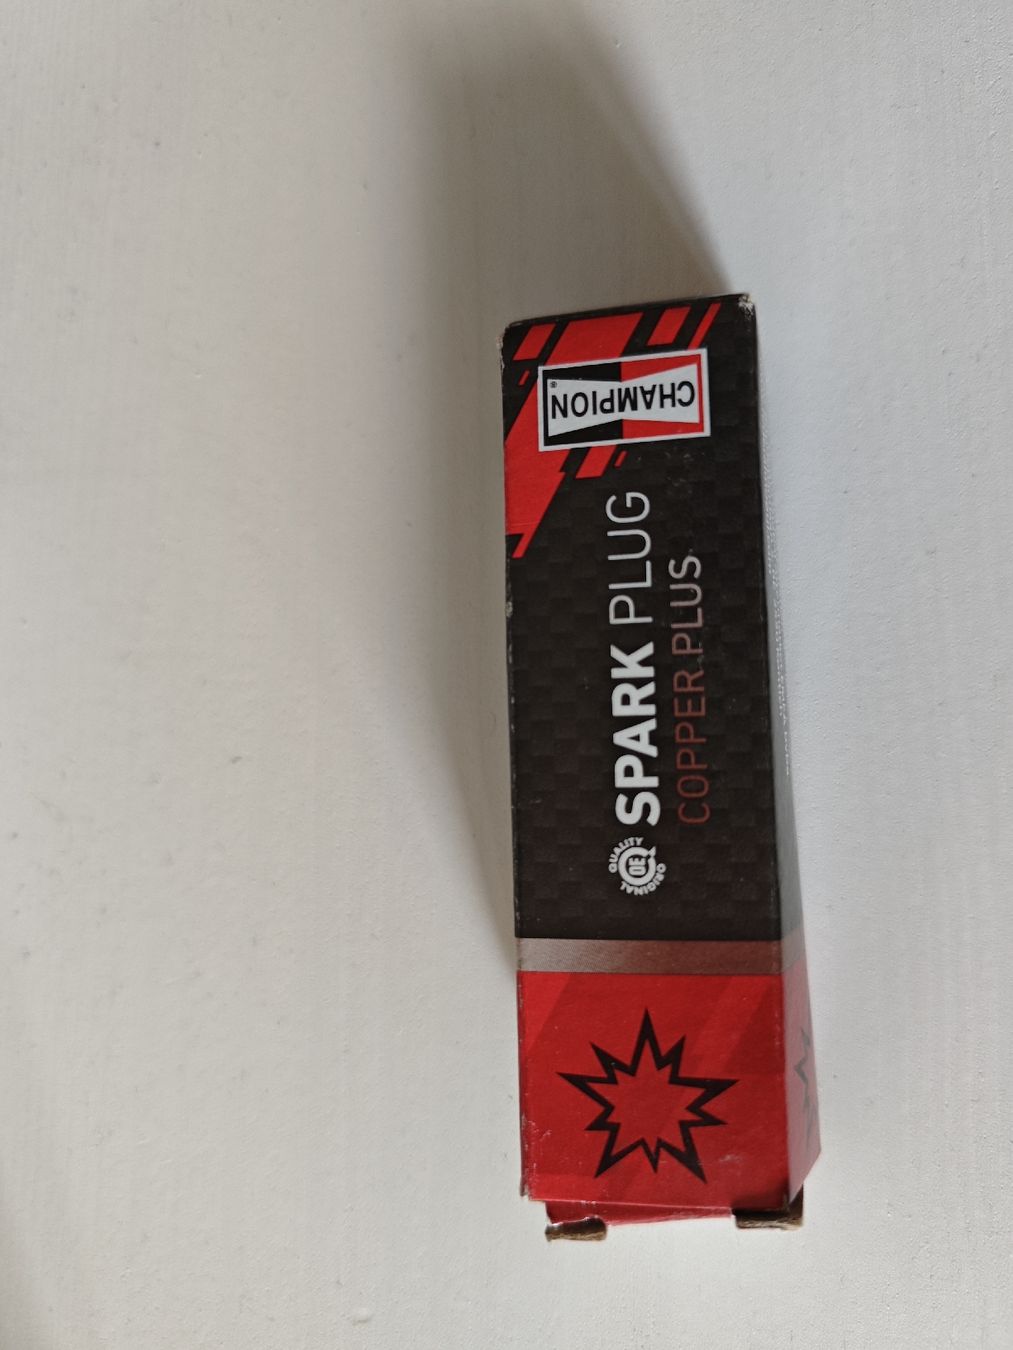 CHAMPION®
SPARK PLUG
COPPER PLUS
QUALITY
OE
ORIGINAL